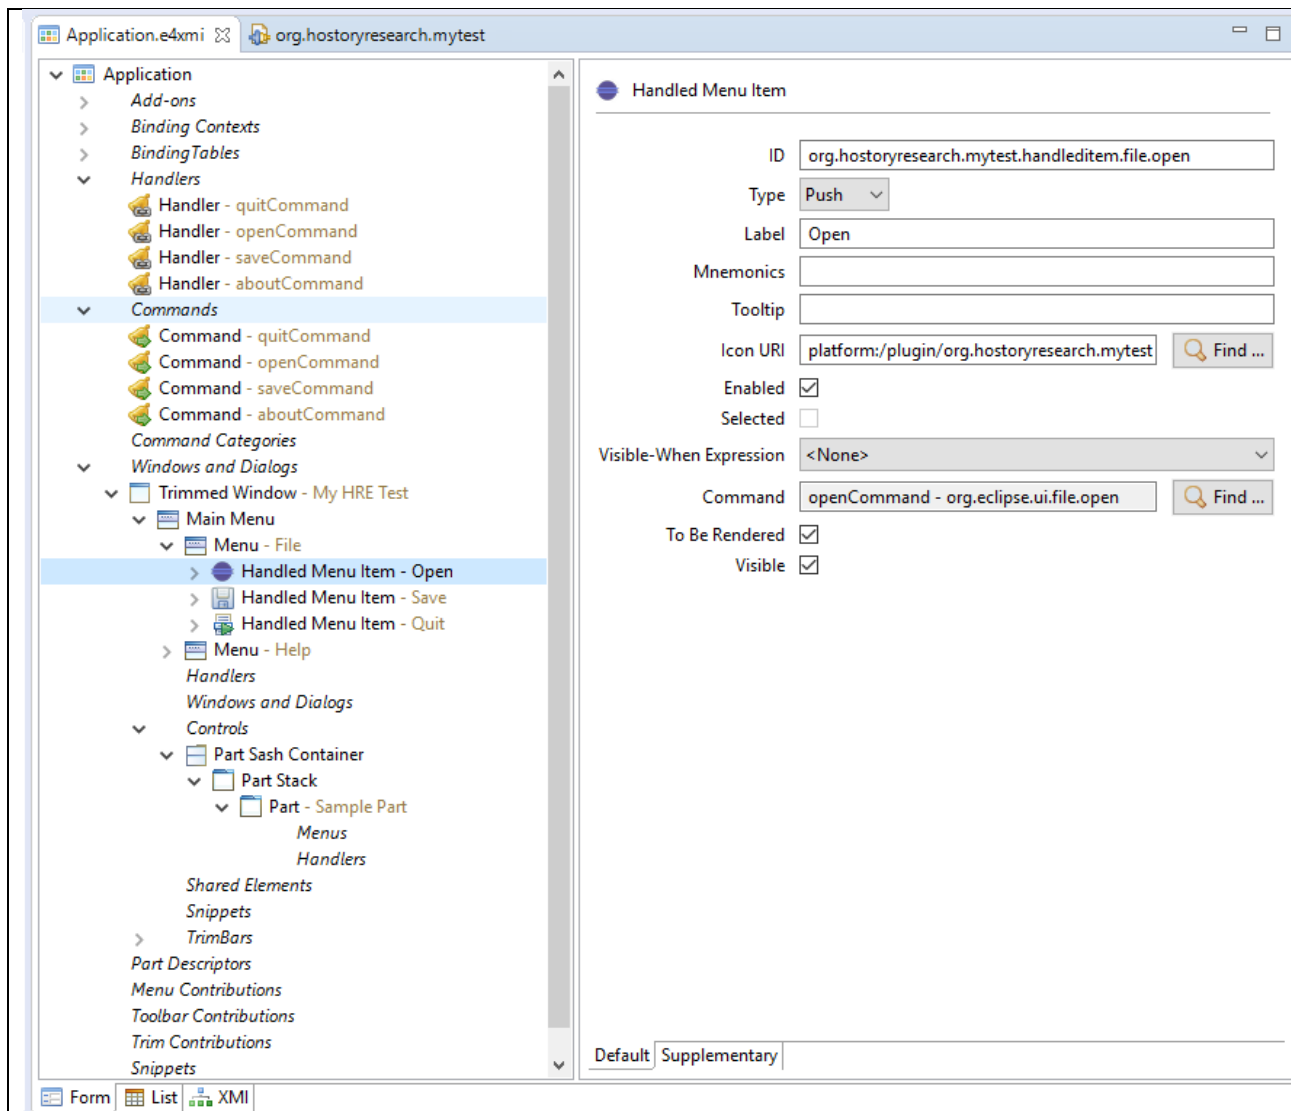 Application.e4xmi
org.hostoryresearch.mytest
Application
Add-ons
Binding Contexts
BindingTables
Handlers
Handler - quitCommand
Handler - openCommand
Handler - saveCommand
Handler - aboutCommand
Commands
Command - quitCommand
Command - openCommand
Command - saveCommand
Command - aboutCommand
Command Categories
Windows and Dialogs
Trimmed Window - My HRE Test
Main Menu
Menu - File
Handled Menu Item - Open
Handled Menu Item - Save
Handled Menu Item - Quit
Menu - Help
Handlers
Windows and Dialogs
Controls
Part Sash Container
Part Stack
Part - Sample Part
Menus
Handlers
Shared Elements
Snippets
TrimBars
Part Descriptors
Menu Contributions
Toolbar Contributions
Trim Contributions
Snippets
Handled Menu Item
ID org.hostoryresearch.mytest.handleditem.file.open
Type Push
Label Open
Mnemonics
Tooltip
Icon URI platform:/plugin/org.hostoryresearch.mytest Find ...
Enabled
Selected
Visible-When Expression <None>
Command openCommand - org.eclipse.ui.file.open Find ...
To Be Rendered
Visible
Default Supplementary
Form List XMI